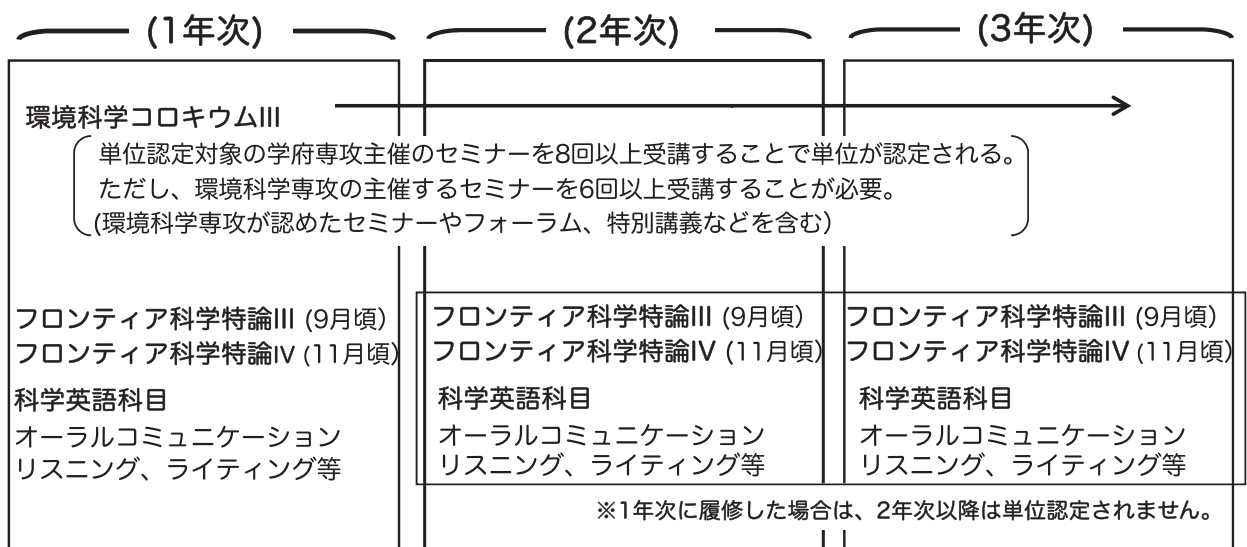 (1年次)
(2年次)
(3年次)
環境科学コロキウムIII
単位認定対象の学府専攻主催のセミナーを8回以上受講することで単位が認定される。
ただし、環境科学専攻の主催するセミナーを6回以上受講することが必要。
(環境科学専攻が認めたセミナーやフォーラム、特別講義などを含む)
フロンティア科学特論III (9月頃)
フロンティア科学特論IV (11月頃)
科学英語科目
オーラルコミュニケーション
リスニング、ライティング等
フロンティア科学特論III (9月頃)
フロンティア科学特論IV (11月頃)
科学英語科目
オーラルコミュニケーション
リスニング、ライティング等
フロンティア科学特論III (9月頃)
フロンティア科学特論IV (11月頃)
科学英語科目
オーラルコミュニケーション
リスニング、ライティング等
※1年次に履修した場合は、2年次以降は単位認定されません。